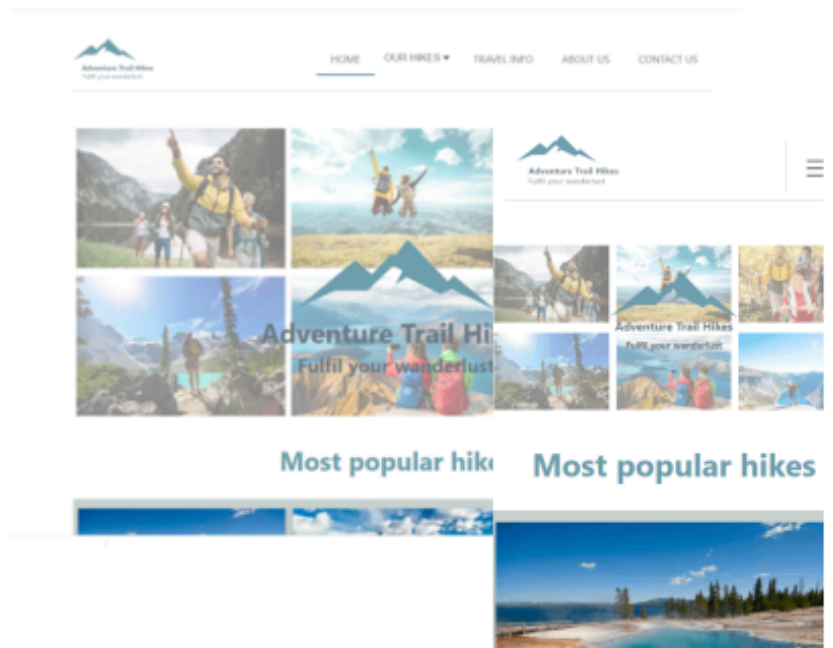 HOME OUR HIKES TRAVEL INFO ABOUT US CONTACT US
Adventure Trail Hikes
Fulfil your wanderlust
Adventure Trail Hikes
Fulfil your wanderlust
Adventure Trail Hi
Fulfil your wanderlust
Adventure Trail Hikes
Fulfil your wanderlust
Most popular hike
Most popular hikes